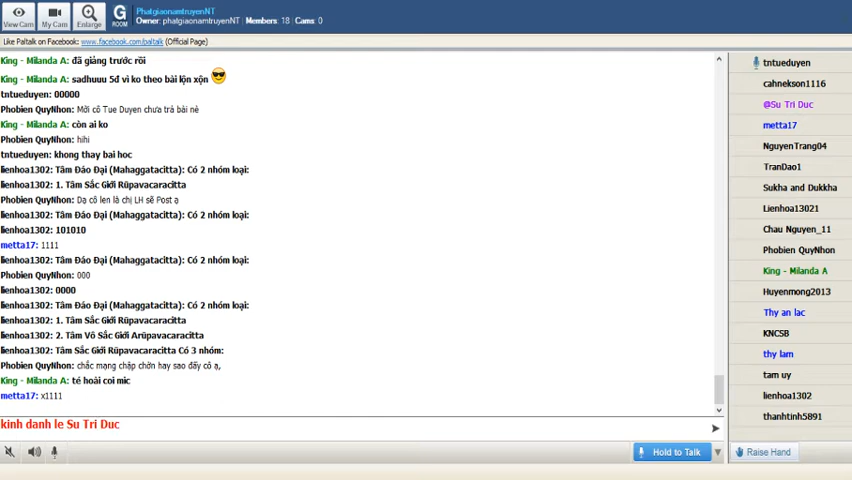 View Cam
My Cam
Enlarge
G
ROOM
PhatgiaonamtruyenNT
Owner: phatgiaonamtruyenNT | Members: 18 | Cams: 0
Like Paltalk on Facebook: www.facebook.com/paltalk (Official Page)
King - Milanda A: đã giảng trước rồi
King - Milanda A: sadhuuu 5đ vì ko theo bài lộn xộn
tntueduyen: 00000
Phobien QuyNhon: Mời cô Tue Duyen chưa trả bài nè
King - Milanda A: còn ai ko
Phobien QuyNhon: hihi
tntueduyen: khong thay bai hoc
lienhoa1302: Tâm Đáo Đại (Mahaggatacitta): Có 2 nhóm loại:
lienhoa1302: 1. Tâm Sắc Giới Rūpavacaracitta
Phobien QuyNhon: Dạ cô len là chị LH sẽ Post ạ
lienhoa1302: Tâm Đáo Đại (Mahaggatacitta): Có 2 nhóm loại:
lienhoa1302: 101010
metta17: 1111
lienhoa1302: Tâm Đáo Đại (Mahaggatacitta): Có 2 nhóm loại:
Phobien QuyNhon: 000
lienhoa1302: 0000
lienhoa1302: Tâm Đáo Đại (Mahaggatacitta): Có 2 nhóm loại:
lienhoa1302: 1. Tâm Sắc Giới Rūpavacaracitta
lienhoa1302: 2. Tâm Vô Sắc Giới Arūpavacaracitta
lienhoa1302: Tâm Sắc Giới Rūpavacaracitta Có 3 nhóm:
Phobien QuyNhon: chắc mạng chập chờn hay sao đấy cô ạ,
King - Milanda A: té hoài coi mic
metta17: x1111
kinh danh le Su Tri Duc
Hold to Talk
tntueduyen
cahnekson1116
@Su Tri Duc
metta17
NguyenTrang04
TranDao1
Sukha and Dukkha
Lienhoa13021
Chau Nguyen_11
Phobien QuyNhon
King - Milanda A
Huyenmong2013
Thy an lac
KNCSB
thy lam
tam uy
lienhoa1302
thanhtinh5891
Raise Hand